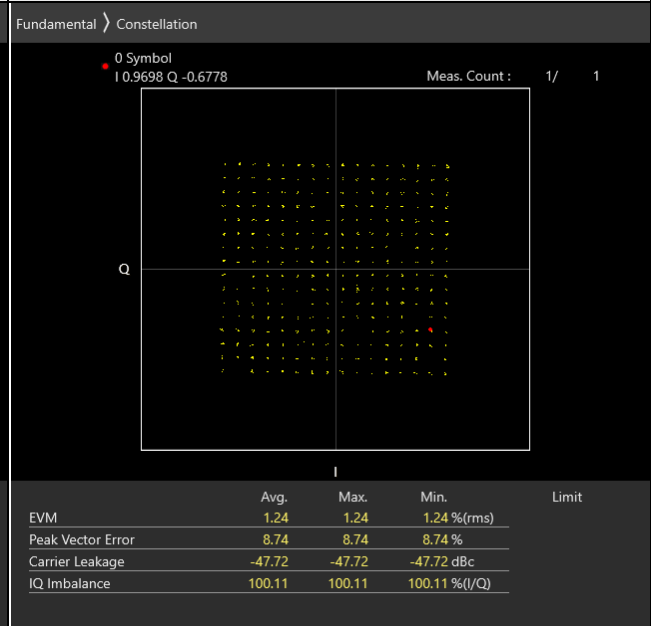 Fundamental 〉 Constellation
0 Symbol
I 0.9698 Q -0.6778 Meas. Count : 1/ 1
Q
I
Avg. Max. Min. Limit
EVM 1.24 1.24 1.24 %(rms)
Peak Vector Error 8.74 8.74 8.74 %
Carrier Leakage -47.72 -47.72 -47.72 dBc
IQ Imbalance 100.11 100.11 100.11 %(I/Q)